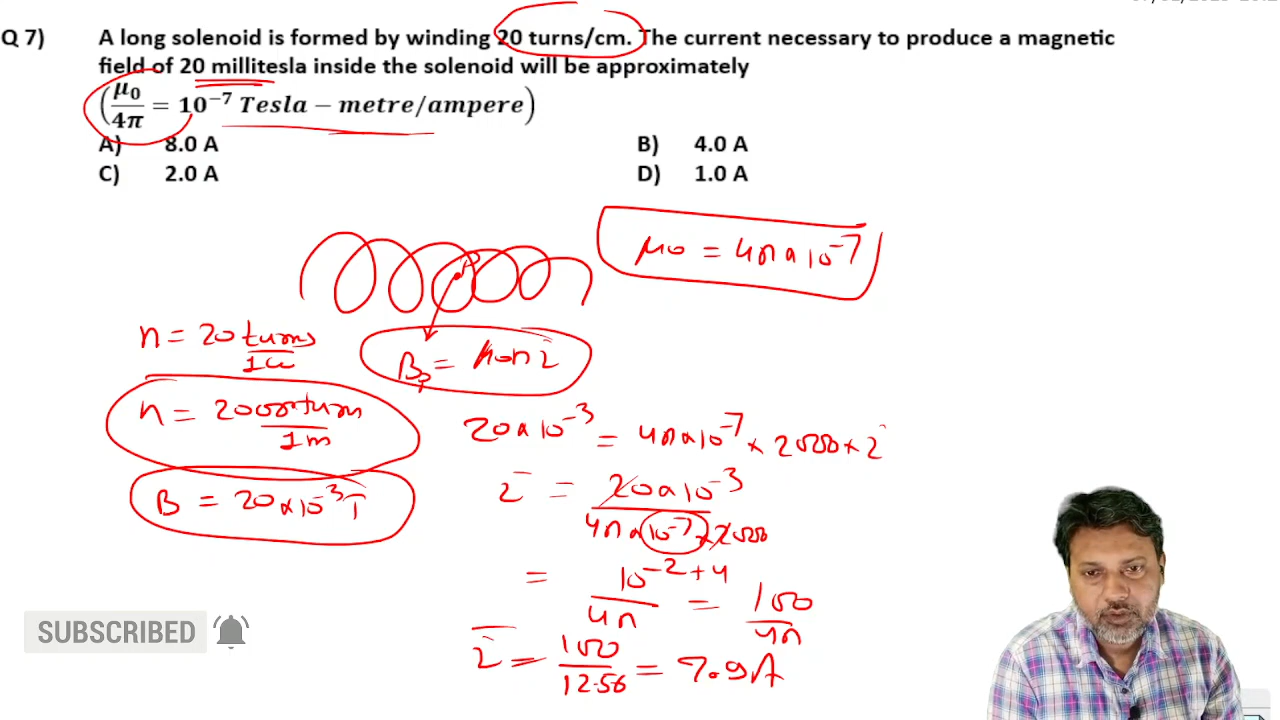 Q 7) A long solenoid is formed by winding 20 turns/cm. The current necessary to produce a magnetic
field of 20 millitesla inside the solenoid will be approximately
(μ₀/4π = 10⁻⁷ Tesla − metre/ampere)
A) 8.0 A B) 4.0 A
C) 2.0 A D) 1.0 A
μ0 = 4π × 10⁻⁷
P
n = 20 turns/1cm
Bp = μ0 n i
n = 2000 turn/1m
20 × 10⁻³ = 4π × 10⁻⁷ × 2000 × i
B = 20 × 10⁻³ T
i = 20 × 10⁻³/4π × 10⁻⁷ × 2000
= 10⁻²⁺⁴/4π = 100/4π
i = 100/12.56 = 7.9A
SUBSCRIBED